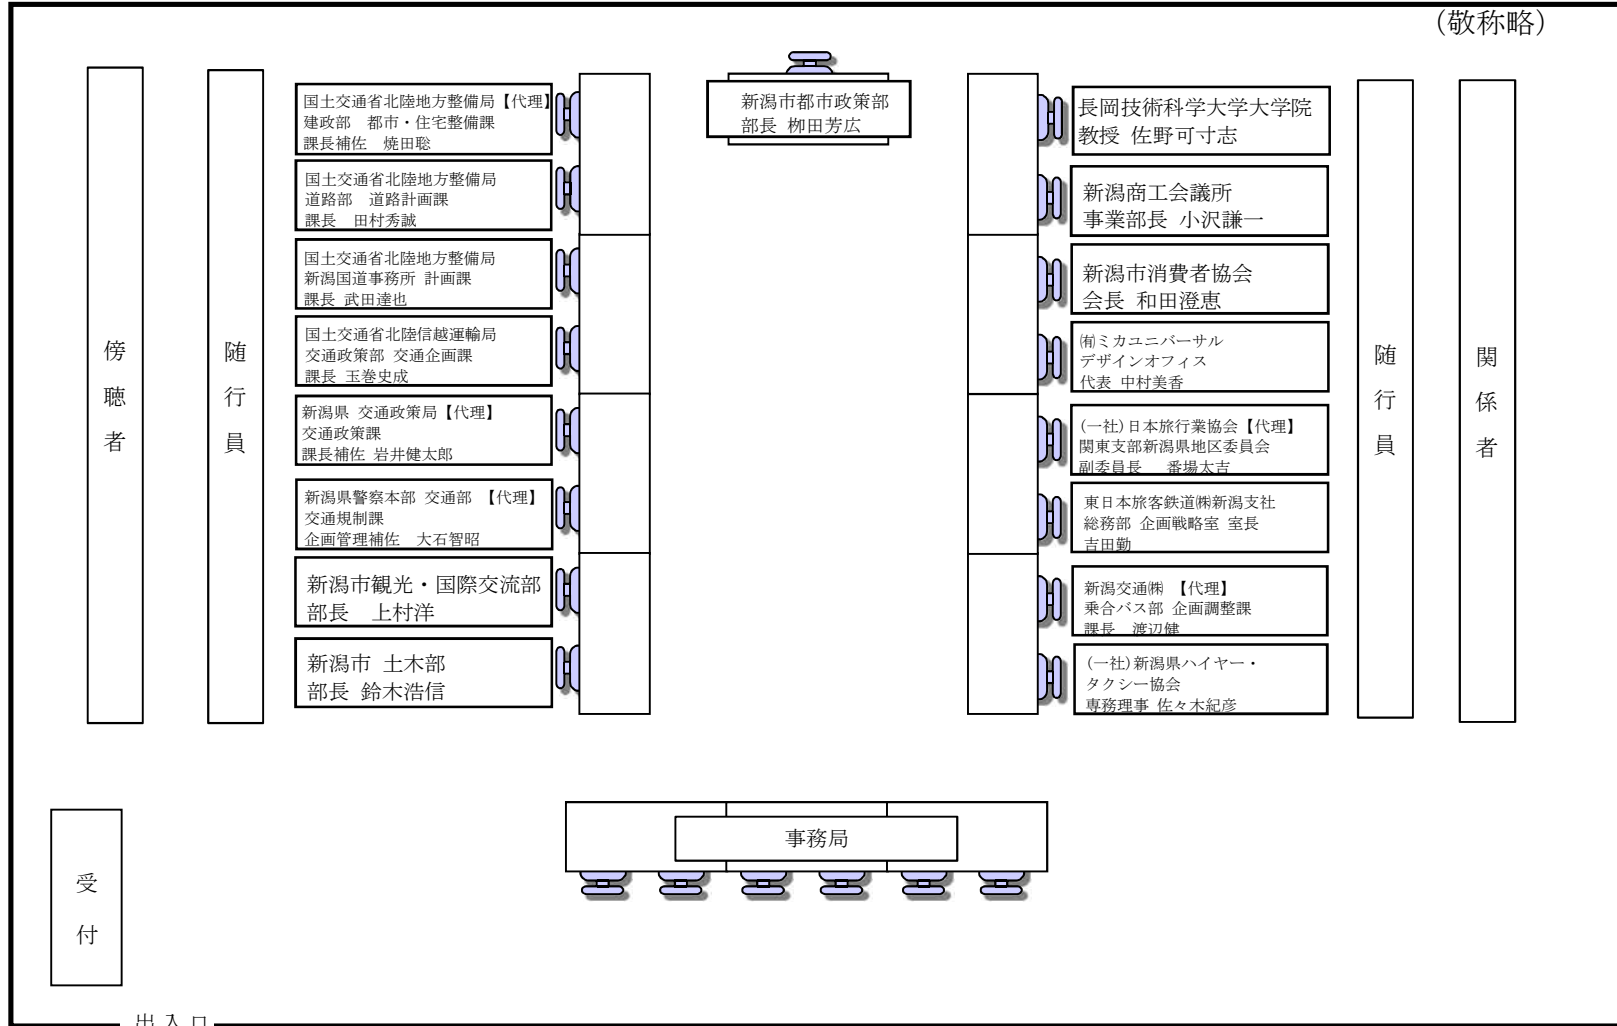 (敬称略)
新潟市都市政策部
部長 栁田芳広
国土交通省北陸地方整備局【代理】
建政部　都市・住宅整備課
課長補佐　焼田聡
国土交通省北陸地方整備局
道路部　道路計画課
課長　田村秀誠
国土交通省北陸地方整備局
新潟国道事務所 計画課
課長 武田達也
国土交通省北陸信越運輸局
交通政策部 交通企画課
課長 玉巻史成
新潟県 交通政策局【代理】
交通政策課
課長補佐 岩井健太郎
新潟県警察本部 交通部 【代理】
交通規制課
企画管理補佐　大石智昭
新潟市観光・国際交流部
部長　上村洋
新潟市 土木部
部長 鈴木浩信
長岡技術科学大学大学院
教授 佐野可寸志
新潟商工会議所
事業部長 小沢謙一
新潟市消費者協会
会長 和田澄恵
㈲ミカユニバーサル
デザインオフィス
代表 中村美香
(一社)日本旅行業協会【代理】
関東支部新潟県地区委員会
副委員長　番場太吉
東日本旅客鉄道㈱新潟支社
総務部 企画戦略室 室長
吉田勤
新潟交通㈱ 【代理】
乗合バス部 企画調整課
課長　渡辺健
(一社)新潟県ハイヤー・
タクシー協会
専務理事 佐々木紀彦
傍聴者
随行員
随行員
関係者
事務局
受付
出入口